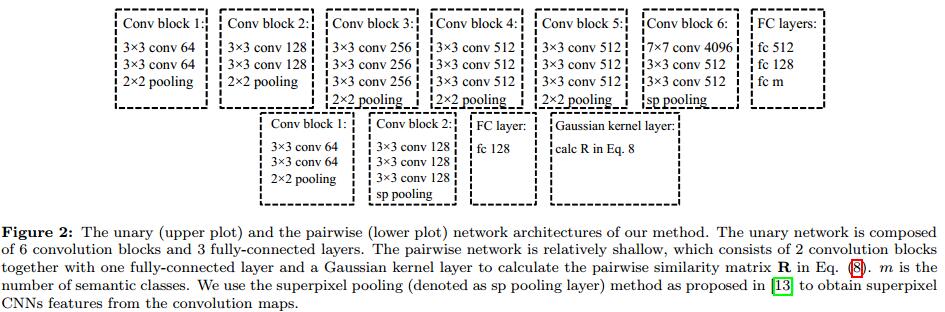 Conv block 1:
3×3 conv 64
3×3 conv 64
2×2 pooling
Conv block 2:
3×3 conv 128
3×3 conv 128
2×2 pooling
Conv block 3:
3×3 conv 256
3×3 conv 256
3×3 conv 256
2×2 pooling
Conv block 4:
3×3 conv 512
3×3 conv 512
3×3 conv 512
2×2 pooling
Conv block 5:
3×3 conv 512
3×3 conv 512
3×3 conv 512
2×2 pooling
Conv block 6:
7×7 conv 4096
3×3 conv 512
3×3 conv 512
sp pooling
FC layers:
fc 512
fc 128
fc m
Conv block 1:
3×3 conv 64
3×3 conv 64
2×2 pooling
Conv block 2:
3×3 conv 128
3×3 conv 128
3×3 conv 128
sp pooling
FC layer:
fc 128
Gaussian kernel layer:
calc R in Eq. 8
Figure 2: The unary (upper plot) and the pairwise (lower plot) network architectures of our method. The unary network is composed
of 6 convolution blocks and 3 fully-connected layers. The pairwise network is relatively shallow, which consists of 2 convolution blocks
together with one fully-connected layer and a Gaussian kernel layer to calculate the pairwise similarity matrix R in Eq. (8). m is the
number of semantic classes. We use the superpixel pooling (denoted as sp pooling layer) method as proposed in [13] to obtain superpixel
CNNs features from the convolution maps.